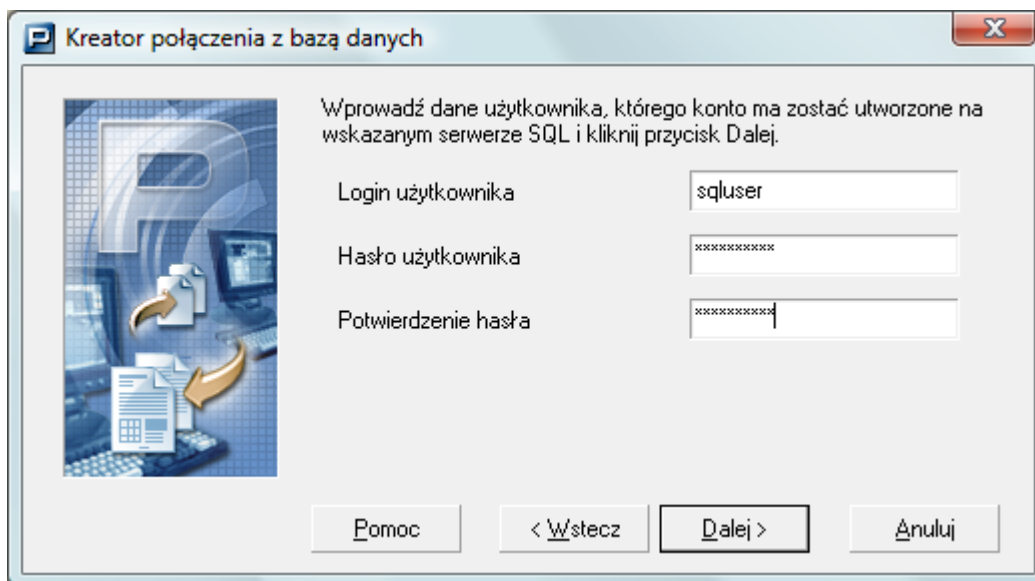 Kreator połączenia z bazą danych
Wprowadź dane użytkownika, którego konto ma zostać utworzone na
wskazanym serwerze SQL i kliknij przycisk Dalej.
Login użytkownika
sqluser
Hasło użytkownika
××××××××××
Potwierdzenie hasła
××××××××××
Pomoc
< Wstecz
Dalej >
Anuluj